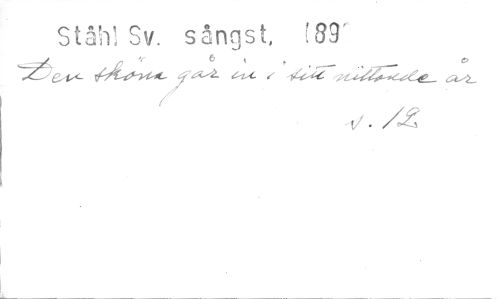 Ståhl Sv. sångst, 189
Den sköna går in i sitt nittonde år
s. 12